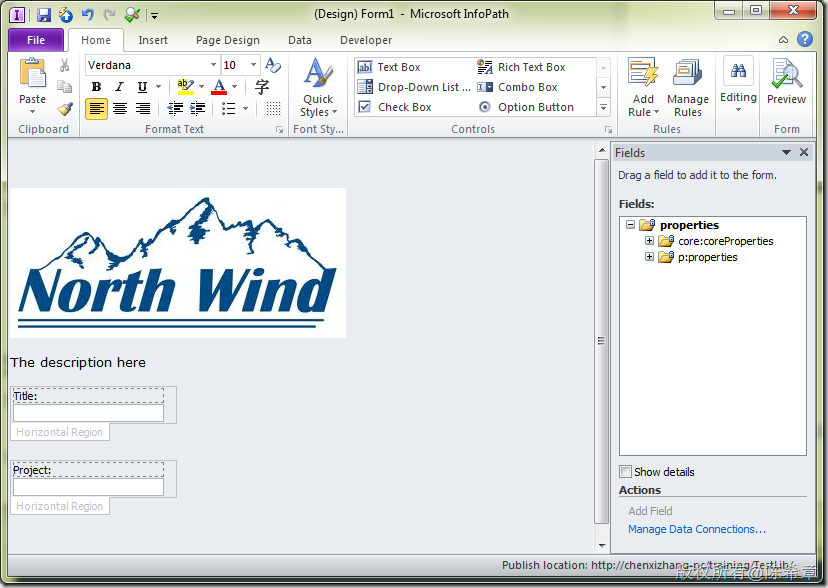 (Design) Form1 - Microsoft InfoPath
File Home Insert Page Design Data Developer
Paste
Clipboard
Verdana 10
B I U ab A 字
Format Text
Quick Styles
Font Sty...
abl Text Box Rich Text Box
Drop-Down List ... Combo Box
Check Box Option Button
Controls
Add Rule
Manage Rules
Rules
Editing
Preview
Form
North Wind
The description here
Title:
Horizontal Region
Project:
Horizontal Region
Fields
Drag a field to add it to the form.
Fields:
properties
core:coreProperties
p:properties
Show details
Actions
Add Field
Manage Data Connections...
Publish location: http://chenxizhang-pc/training/TestLib/
版权所有@陈希章